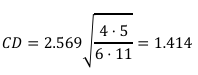 CD = 2.569√(4 · 5 / 6 · 11) = 1.414